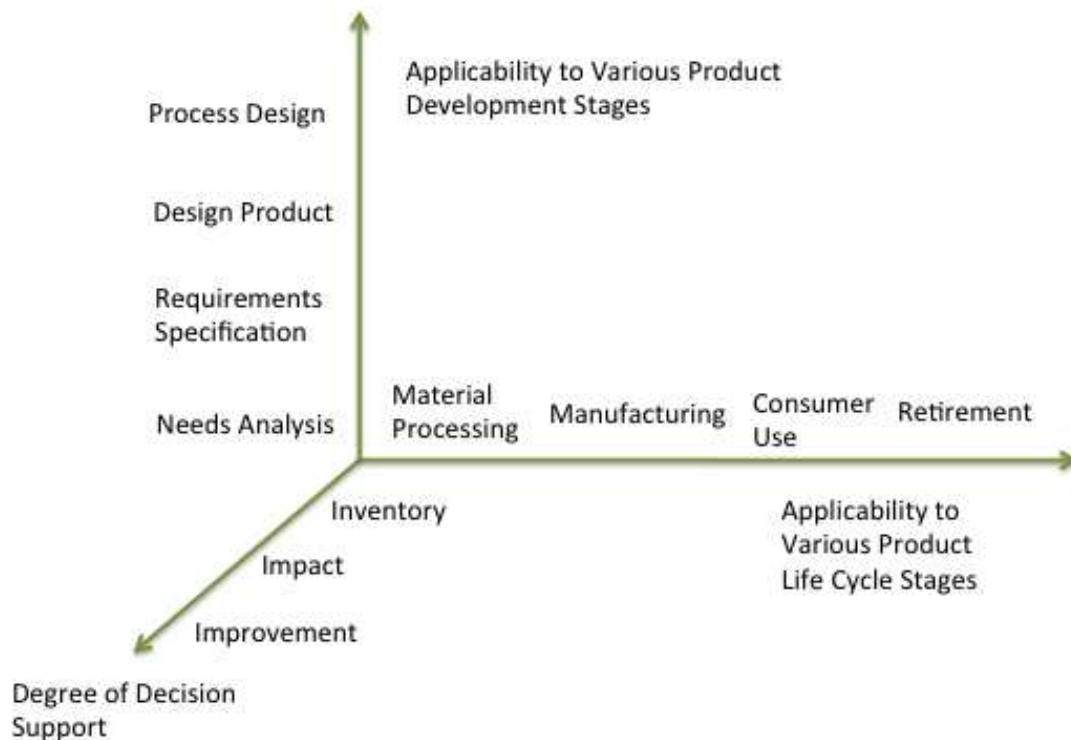 Applicability to Various Product
Development Stages
Process Design
Design Product
Requirements
Specification
Needs Analysis
Material
Processing
Manufacturing
Consumer
Use
Retirement
Inventory
Impact
Improvement
Applicability to
Various Product
Life Cycle Stages
Degree of Decision
Support